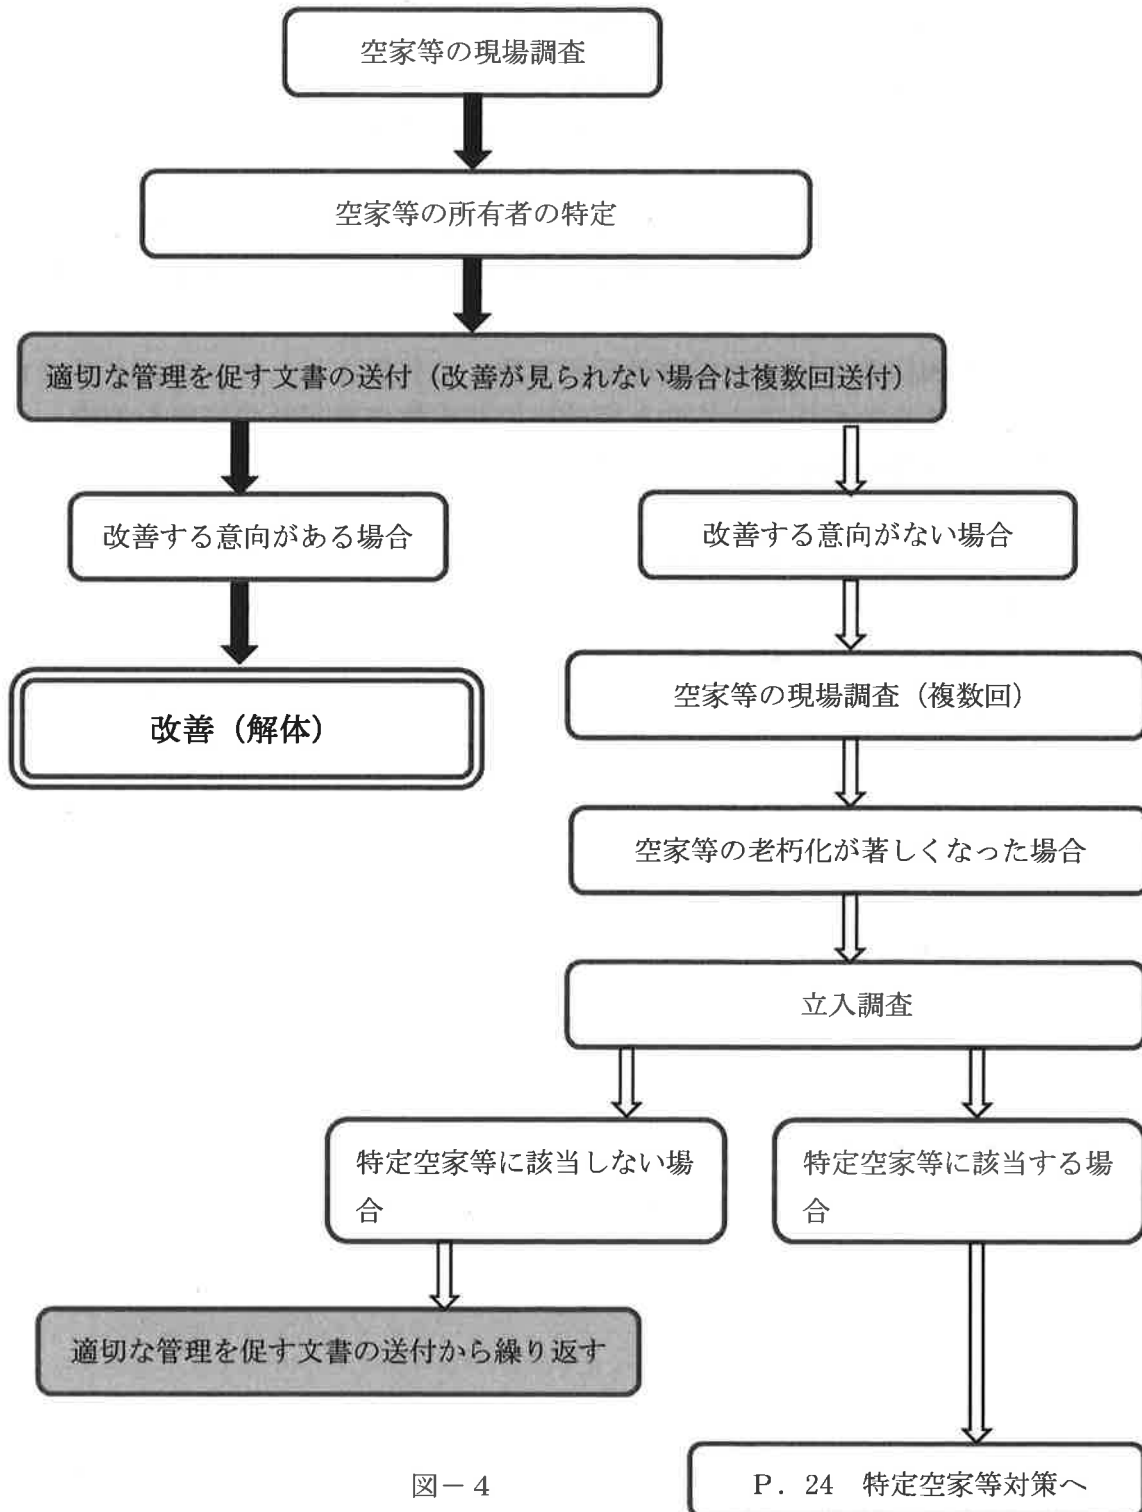 空家等の現場調査
空家等の所有者の特定
適切な管理を促す文書の送付（改善が見られない場合は複数回送付）
改善する意向がある場合
改善する意向がない場合
改善（解体）
空家等の現場調査（複数回）
空家等の老朽化が著しくなった場合
立入調査
特定空家等に該当しない場
合
特定空家等に該当する場
合
適切な管理を促す文書の送付から繰り返す
図－4
P．24　特定空家等対策へ